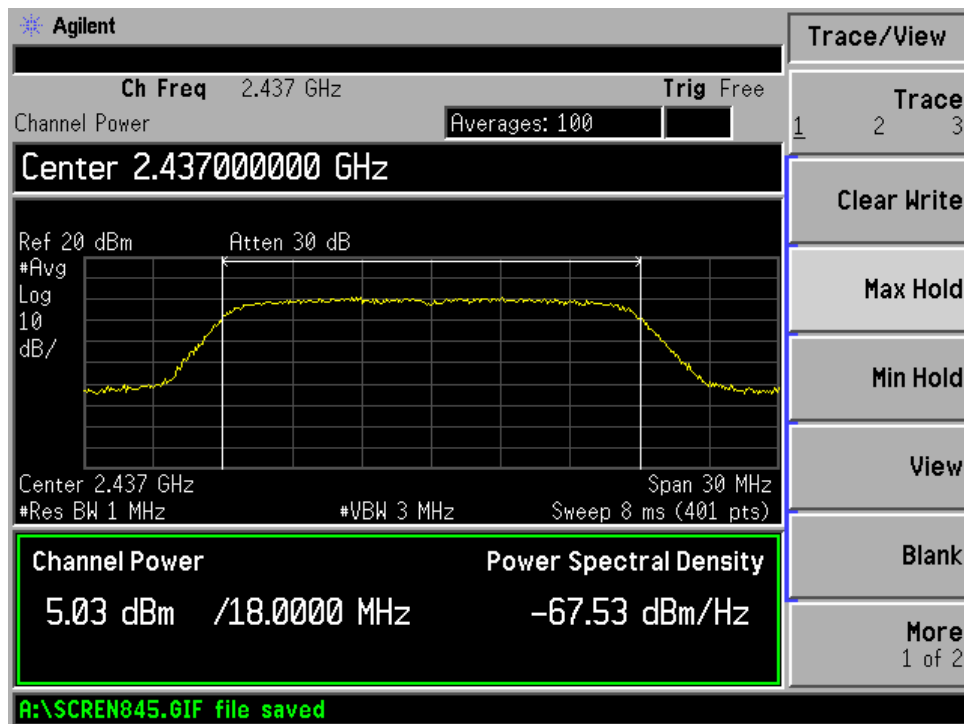 Agilent
Ch Freq 2.437 GHz Trig Free
Channel Power Averages: 100
Center 2.437000000 GHz
Ref 20 dBm Atten 30 dB
#Avg
Log
10
dB/
Center 2.437 GHz Span 30 MHz
#Res BW 1 MHz #VBW 3 MHz Sweep 8 ms (401 pts)
Channel Power Power Spectral Density
5.03 dBm /18.0000 MHz -67.53 dBm/Hz
A:\SCREN845.GIF file saved
Trace/View
Trace
1 2 3
Clear Write
Max Hold
Min Hold
View
Blank
More
1 of 2